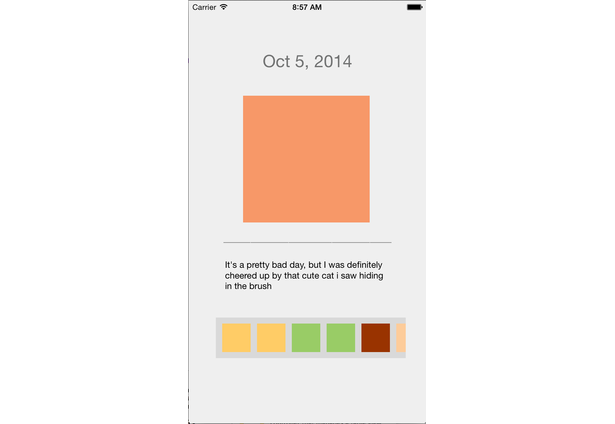 Carrier 8:57 AM
Oct 5, 2014
It's a pretty bad day, but I was definitely
cheered up by that cute cat i saw hiding
in the brush